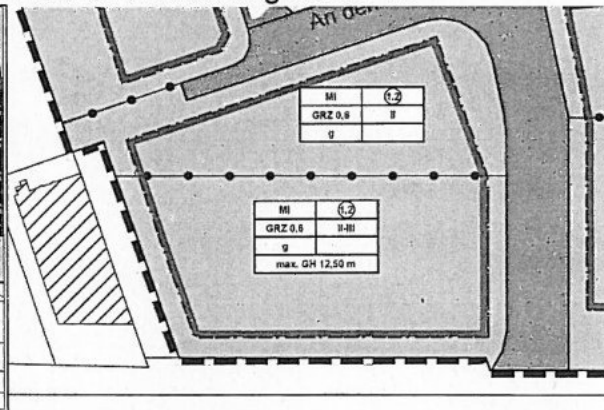 An den
MI 1,2
GRZ 0,6 II
g
MI 1,2
GRZ 0,6 II-III
g
max. GH 12,50 m